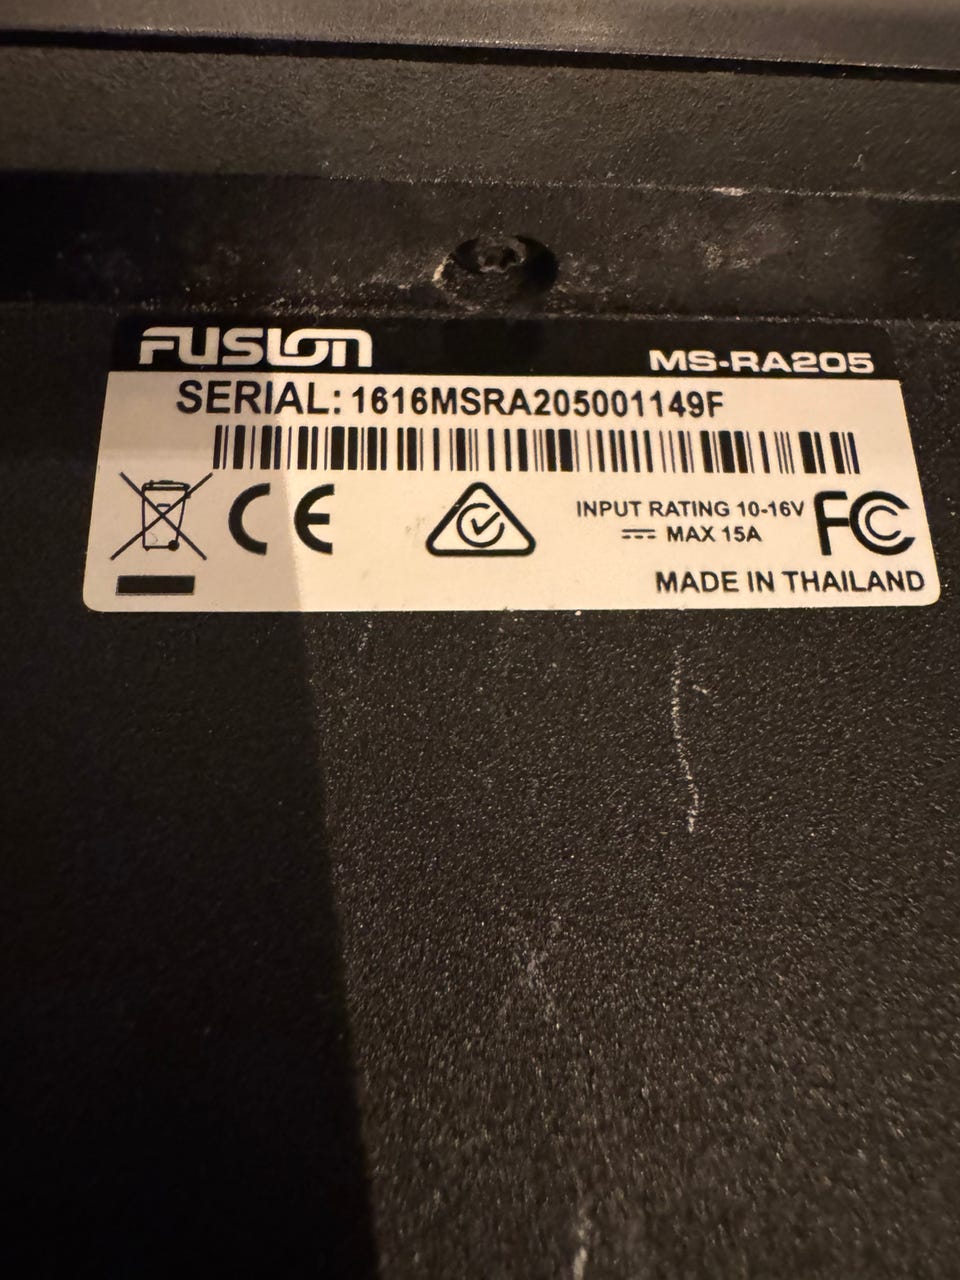 FUSION
MS-RA205
SERIAL: 1616MSRA205001149F
CE
INPUT RATING 10-16V
⎓ MAX 15A
FC
MADE IN THAILAND